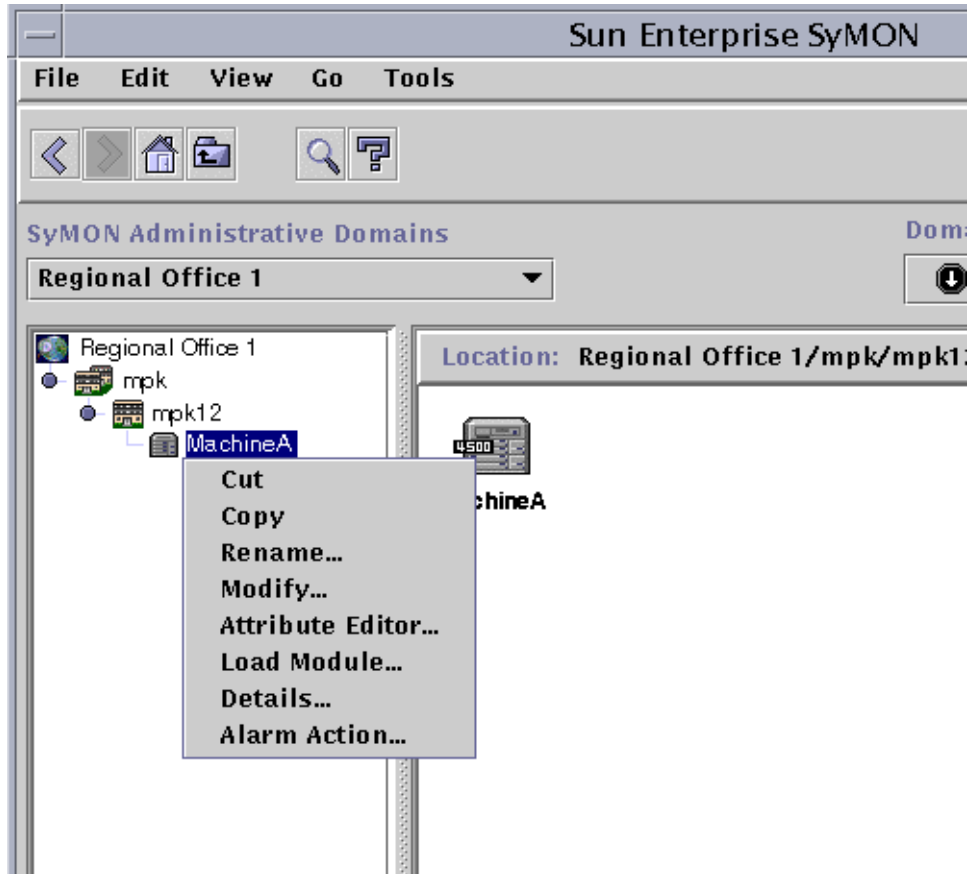 Sun Enterprise SyMON
File Edit View Go Tools
SyMON Administrative Domains
Regional Office 1
Regional Office 1
mpk
mpk12
MachineA
Cut
Copy
Rename...
Modify...
Attribute Editor...
Load Module...
Details...
Alarm Action...
Location: Regional Office 1/mpk/mpk12
4500
chineA